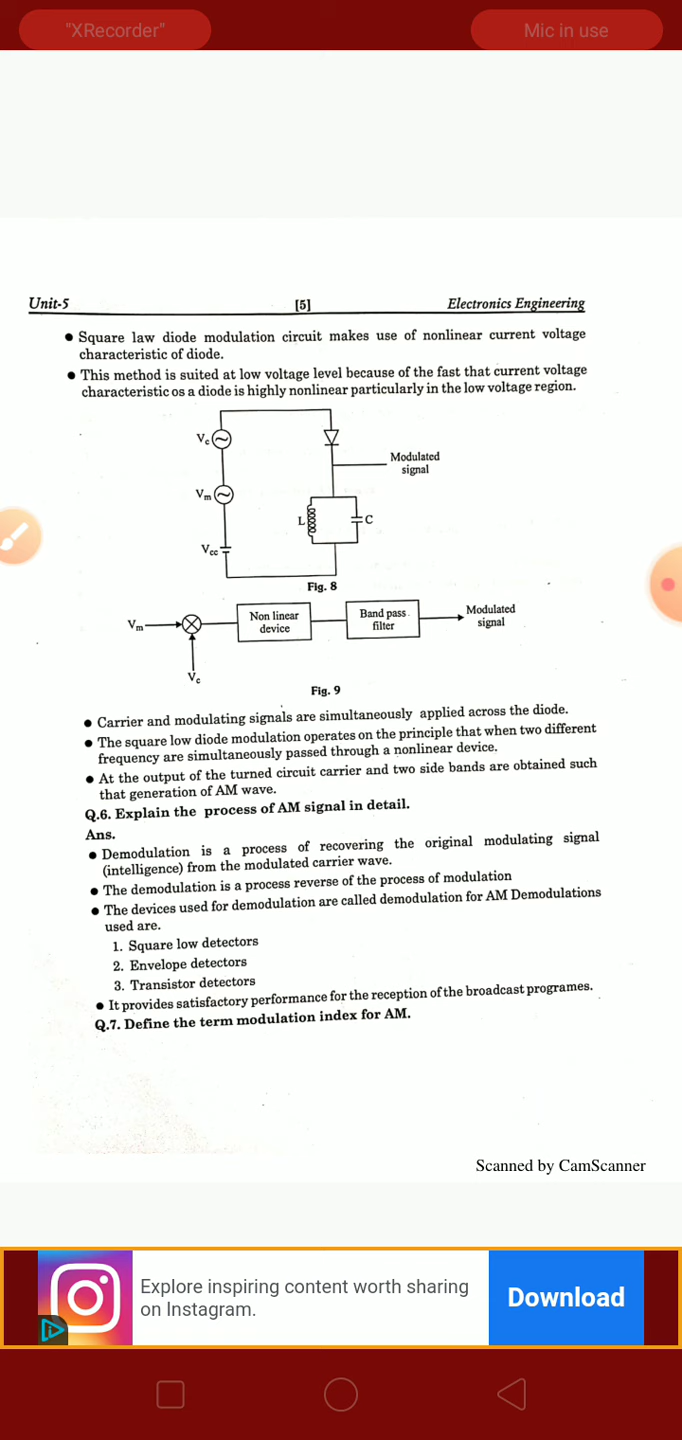 "XRecorder" Mic in use
Unit-5 [5] Electronics Engineering
● Square law diode modulation circuit makes use of nonlinear current voltage
characteristic of diode.
● This method is suited at low voltage level because of the fast that current voltage
characteristic os a diode is highly nonlinear particularly in the low voltage region.
Vc
Modulated
signal
Vm
L C
Vcc
Fig. 8
Vm Non linear
device
Band pass
filter
Modulated
signal
Vc
Fig. 9
● Carrier and modulating signals are simultaneously applied across the diode.
● The square low diode modulation operates on the principle that when two different
frequency are simultaneously passed through a nonlinear device.
● At the output of the turned circuit carrier and two side bands are obtained such
that generation of AM wave.
Q.6. Explain the process of AM signal in detail.
Ans.
● Demodulation is a process of recovering the original modulating signal
(intelligence) from the modulated carrier wave.
● The demodulation is a process reverse of the process of modulation
● The devices used for demodulation are called demodulation for AM Demodulations
used are.
1. Square low detectors
2. Envelope detectors
3. Transistor detectors
● It provides satisfactory performance for the reception of the broadcast programes.
Q.7. Define the term modulation index for AM.
Scanned by CamScanner
Explore inspiring content worth sharing
on Instagram.
Download